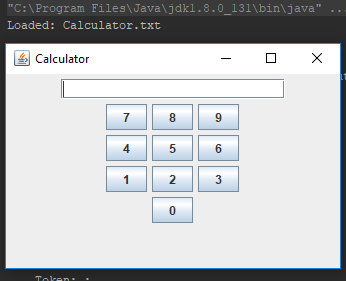 "C:\Program Files\Java\jdk1.8.0_131\bin\java" ...
Loaded: Calculator.txt
Calculator
7 8 9
4 5 6
1 2 3
0
Token: :